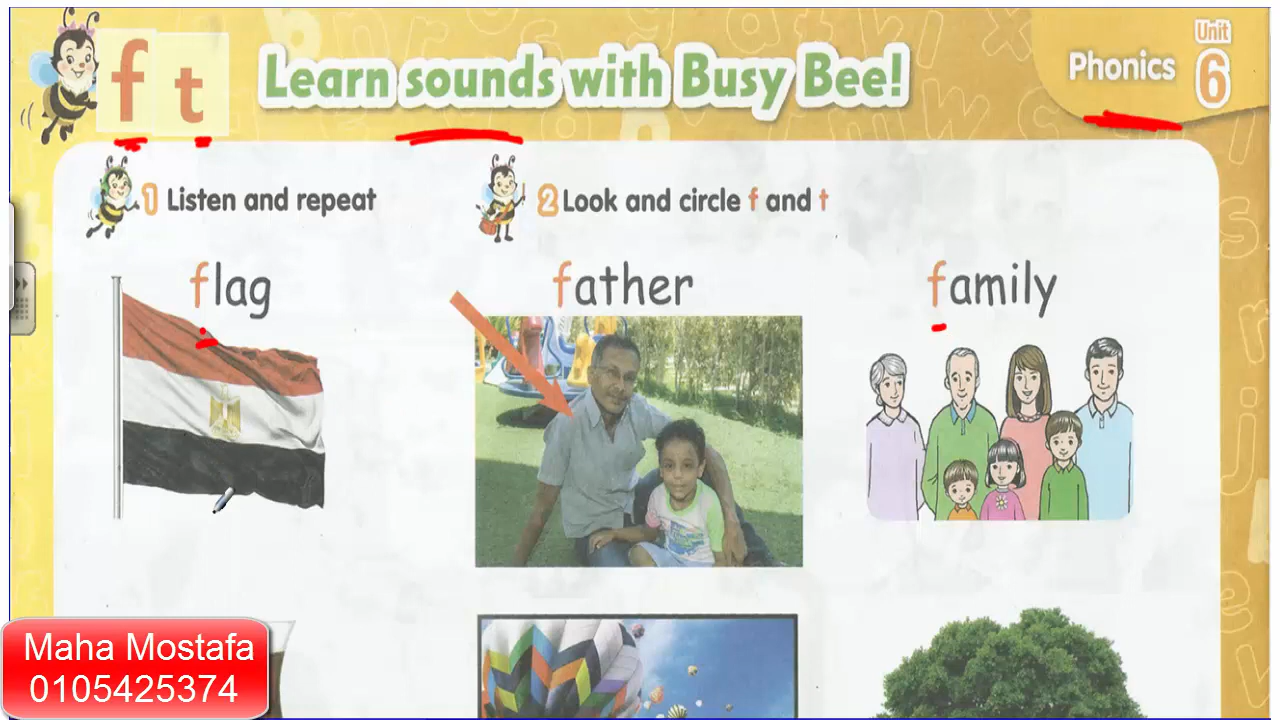 f t Learn sounds with Busy Bee!
Phonics
Unit
6
1 Listen and repeat
2 Look and circle f and t
flag father family
Maha Mostafa
0105425374